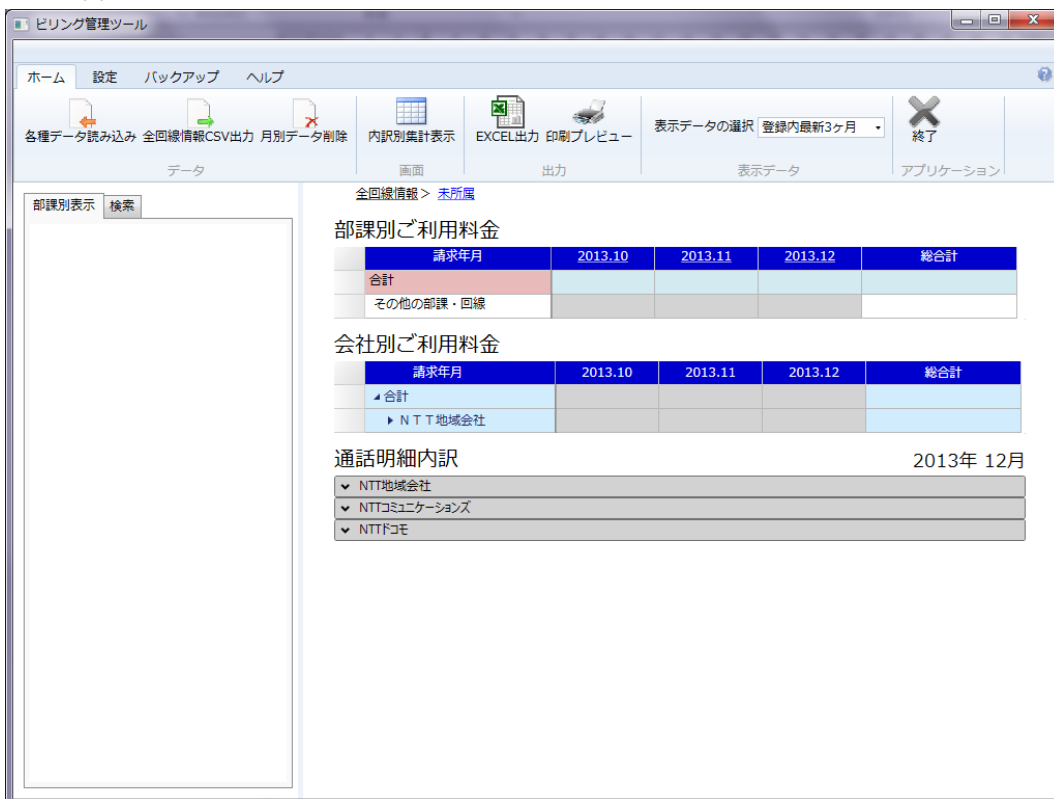 ビリング管理ツール
ホーム 設定 バックアップ ヘルプ
各種データ読み込み 全回線情報CSV出力 月別データ削除 内訳別集計表示 EXCEL出力 印刷プレビュー 表示データの選択 登録内最新3ヶ月 終了
データ 画面 出力 表示データ アプリケーション
部課別表示 検索
全回線情報> 未所属
部課別ご利用料金
請求年月 2013.10 2013.11 2013.12 総合計
合計
その他の部課・回線
会社別ご利用料金
請求年月 2013.10 2013.11 2013.12 総合計
合計
ＮＴＴ地域会社
通話明細内訳 2013年 12月
NTT地域会社
NTTｺﾐｭﾆｹｰｼｮﾝｽﾞ
NTTﾄﾞｺﾓ